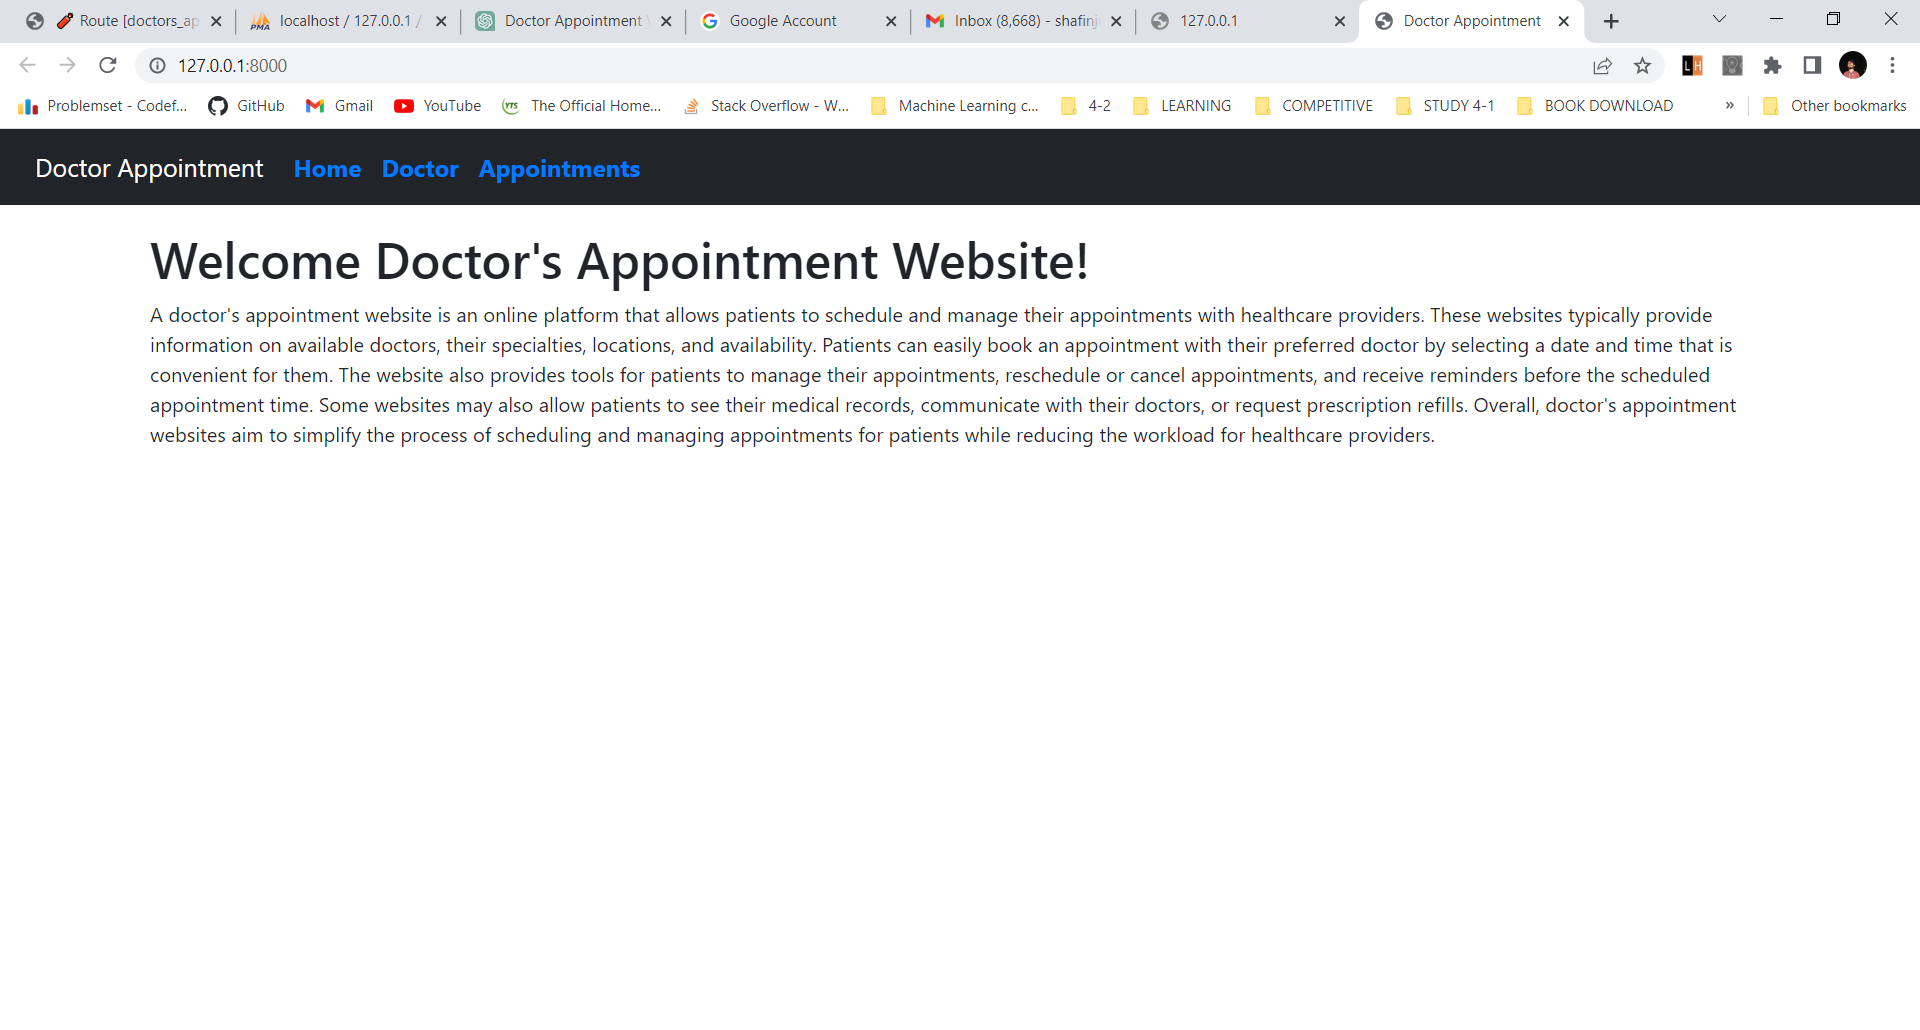 Route [doctors_ap
localhost / 127.0.0.1 /
Doctor Appointment
Google Account
Inbox (8,668) - shafinj
127.0.0.1
Doctor Appointment
127.0.0.1:8000
Problemset - Codef...
GitHub
Gmail
YouTube
The Official Home...
Stack Overflow - W...
Machine Learning c...
4-2
LEARNING
COMPETITIVE
STUDY 4-1
BOOK DOWNLOAD
»
Other bookmarks
Doctor Appointment Home Doctor Appointments
Welcome Doctor's Appointment Website!
A doctor's appointment website is an online platform that allows patients to schedule and manage their appointments with healthcare providers. These websites typically provide
information on available doctors, their specialties, locations, and availability. Patients can easily book an appointment with their preferred doctor by selecting a date and time that is
convenient for them. The website also provides tools for patients to manage their appointments, reschedule or cancel appointments, and receive reminders before the scheduled
appointment time. Some websites may also allow patients to see their medical records, communicate with their doctors, or request prescription refills. Overall, doctor's appointment
websites aim to simplify the process of scheduling and managing appointments for patients while reducing the workload for healthcare providers.